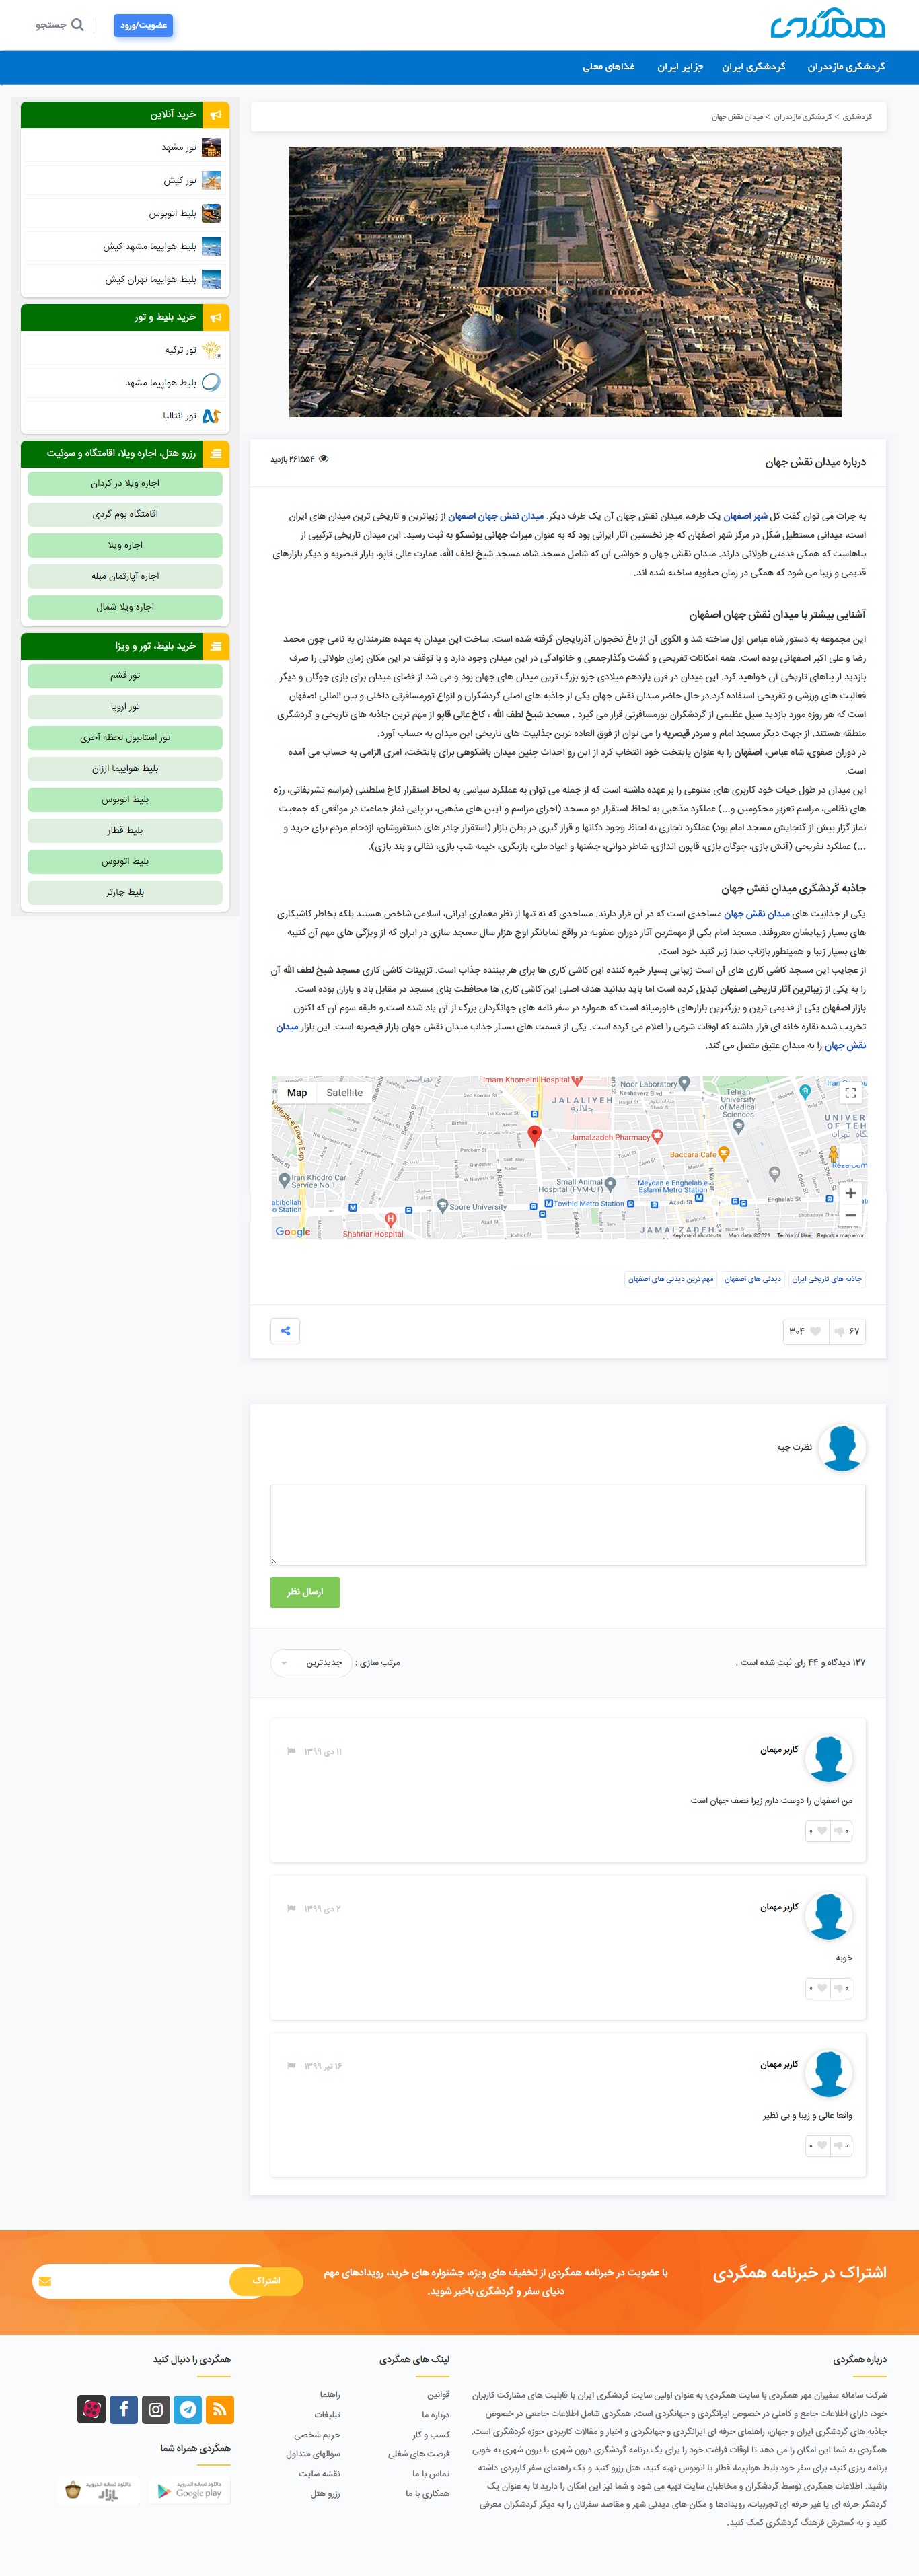 همگردی
عضویت/ورود
جستجو
گردشگری مازندران
گردشگری ایران
جزایر ایران
غذاهای محلی
گردشگری > گردشگری مازندران > میدان نقش جهان
درباره میدان نقش جهان
۲۶۱۵۵۴ بازدید
به جرات می توان گفت کل شهر اصفهان یک طرف، میدان نقش جهان آن یک طرف دیگر. میدان نقش جهان اصفهان از زیباترین و تاریخی ترین میدان های ایران
است، میدانی مستطیل شکل در مرکز شهر اصفهان که جز نخستین آثار ایرانی بود که به عنوان میراث جهانی یونسکو به ثبت رسید. این میدان تاریخی ترکیبی از
بناهاست که همگی قدمتی طولانی دارند. میدان نقش جهان و حواشی آن که شامل مسجد شاه، مسجد شیخ لطف الله، عمارت عالی قاپو، بازار قیصریه و دیگر بازارهای
قدیمی و زیبا می شود که همگی در زمان صفویه ساخته شده اند.
آشنایی بیشتر با میدان نقش جهان اصفهان
این مجموعه به دستور شاه عباس اول ساخته شد و الگوی آن از باغ نخجوان آذربایجان گرفته شده است. ساخت این میدان به عهده هنرمندان به نامی چون محمد
رضا و علی اکبر اصفهانی بوده است. همه امکانات تفریحی و گشت وگذارجمعی و خانوادگی در این میدان وجود دارد و با توقف در این مکان زمان طولانی را صرف
بازدید از بناهای تاریخی آن خواهید کرد. این میدان در قرن یازدهم میلادی جزو بزرگ ترین میدان های جهان بود و می شد از فضای میدان برای بازی چوگان و دیگر
فعالیت های ورزشی و تفریحی استفاده کرد.در حال حاضر میدان نقش جهان یکی از جاذبه های اصلی گردشگران و انواع تورمسافرتی داخلی و بین المللی اصفهان
است که هر روزه مورد بازدید سیل عظیمی از گردشگران تورمسافرتی قرار می گیرد . مسجد شیخ لطف الله ، کاخ عالی قاپو از مهم ترین جاذبه های تاریخی و گردشگری
منطقه هستند. از جهت دیگر مسجد امام و سردر قیصریه را می توان از فوق العاده ترین جذابیت های تاریخی این میدان به حساب آورد.
در دوران صفوی، شاه عباس، اصفهان را به عنوان پایتخت خود انتخاب کرد از این رو احداث چنین میدان باشکوهی برای پایتخت، امری الزامی به حساب می آمده
است.
این میدان در طول حیات خود کاربری های متنوعی را بر عهده داشته است که از جمله می توان به عملکرد سیاسی به لحاظ استقرار کاخ سلطنتی (مراسم تشریفاتی، رژه
های نظامی، مراسم تعزیر محکومین و...) عملکرد مذهبی به لحاظ استقرار دو مسجد (اجرای مراسم و آیین های مذهبی، بر پایی نماز جماعت در مواقعی که جمعیت
نماز گزار بیش از گنجایش مسجد امام بود) عملکرد تجاری به لحاظ وجود دکانها و قرار گیری در بطن بازار (استقرار چادر های دستفروشان، ازدحام مردم برای خرید و
...) عملکرد تفریحی (آتش بازی، چوگان بازی، قاپون اندازی، شاطر دوانی، جشنها و اعیاد ملی، بازیگری، خیمه شب بازی، نقالی و بند بازی).
جاذبه گردشگری میدان نقش جهان
یکی از جذابیت های میدان نقش جهان مساجدی است که در آن قرار دارند. مساجدی که نه تنها از نظر معماری ایرانی، اسلامی شاخص هستند بلکه بخاطر کاشیکاری
های بسیار زیبایشان معروفند. مسجد امام یکی از مهمترین آثار دوران صفویه در واقع نمایانگر اوج هزار سال مسجد سازی در ایران که از ویژگی های مهم آن کتیبه
های بسیار زیبا و همینطور بازتاب صدا زیر گنبد خود است.
از عجایب این مسجد کاشی کاری های آن است زیبایی بسیار خیره کننده این کاشی کاری ها برای هر بیننده جذاب است. تزیینات کاشی کاری مسجد شیخ لطف الله آن
را به یکی از زیباترین آثار تاریخی اصفهان تبدیل کرده است اما باید بدانید هدف اصلی این کاشی کاری ها محافظت بنای مسجد در مقابل باد و باران بوده است.
بازار اصفهان یکی از قدیمی ترین و بزرگترین بازارهای خاورمیانه است که همواره در سفر نامه های جهانگردان بزرگ از آن یاد شده است.و طبقه سوم آن که اکنون
تخریب شده نقاره خانه ای قرار داشته که اوقات شرعی را اعلام می کرده است. یکی از قسمت های بسیار جذاب میدان نقش جهان بازار قیصریه است. این بازار میدان
نقش جهان را به میدان عتیق متصل می کند.
Map
Satellite
Imam Khomeini Hospital
Noor Laboratory
Tehran University of Medical Sciences
JALALIYEH
جلالیه
Jamalzadeh Pharmacy
Baccara Cafe
Iran Khodro Car Service No 1
Small Animal Hospital
Meydan-e Enghelab-e Eslami Metro Station
Enghelab St
Towhid Metro Station
Soore University
Shahriar Hospital
JAMALZADEH
Google
Keyboard shortcuts
Map data ©2021
Terms of Use
Report a map error
جاذبه های تاریخی ایران
دیدنی های اصفهان
مهم ترین دیدنی های اصفهان
۶۷
۳۰۴
نظرت چیه
ارسال نظر
۱۲۷ دیدگاه و ۴۴ رای ثبت شده است .
مرتب سازی :
جدیدترین
کاربر مهمان
۱۱ دی ۱۳۹۹
من اصفهان را دوست دارم زیرا نصف جهان است
۰
۰
کاربر مهمان
۲ دی ۱۳۹۹
خوبه
۰
۰
کاربر مهمان
۱۶ تیر ۱۳۹۹
واقعا عالی و زیبا و بی نظیر
۰
۰
خرید آنلاین
تور مشهد
تور کیش
بلیط اتوبوس
بلیط هواپیما مشهد کیش
بلیط هواپیما تهران کیش
خرید بلیط و تور
تور ترکیه
بلیط هواپیما مشهد
تور آنتالیا
رزرو هتل، اجاره ویلا، اقامتگاه و سوئیت
اجاره ویلا در کردان
اقامتگاه بوم گردی
اجاره ویلا
اجاره آپارتمان مبله
اجاره ویلا شمال
خرید بلیط، تور و ویزا
تور قشم
تور اروپا
تور استانبول لحظه آخری
بلیط هواپیما ارزان
بلیط اتوبوس
بلیط قطار
بلیط اتوبوس
بلیط چارتر
اشتراک در خبرنامه همگردی
با عضویت در خبرنامه همگردی از تخفیف های ویژه، جشنواره های خرید، رویدادهای مهم
دنیای سفر و گردشگری باخبر شوید.
اشتراک
درباره همگردی
شرکت سامانه سفیران مهر همگردی با سایت همگردی؛ به عنوان اولین سایت گردشگری ایران با قابلیت های مشارکت کاربران
خود، دارای اطلاعات جامع و کاملی در خصوص ایرانگردی و جهانگردی است. همگردی شامل اطلاعات جامعی در خصوص
جاذبه های گردشگری ایران و جهان، راهنمای حرفه ای ایرانگردی و جهانگردی و اخبار و مقالات کاربردی حوزه گردشگری است.
همگردی به شما این امکان را می دهد تا اوقات فراغت خود را برای یک برنامه گردشگری درون شهری یا برون شهری به خوبی
برنامه ریزی کنید، برای سفر خود بلیط هواپیما، قطار یا اتوبوس تهیه کنید، هتل رزرو کنید و یک راهنمای سفر کاربردی داشته
باشید. اطلاعات همگردی توسط گردشگران و مخاطبان سایت تهیه می شود و شما نیز این امکان را دارید تا به عنوان یک
گردشگر حرفه ای یا غیر حرفه ای تجربیات، رویدادها و مکان های دیدنی شهر و مقاصد سفرتان را به دیگر گردشگران معرفی
کنید و به گسترش فرهنگ گردشگری کمک کنید.
لینک های همگردی
قوانین
درباره ما
کسب و کار
فرصت های شغلی
تماس با ما
همکاری با ما
راهنما
تبلیغات
حریم شخصی
سوالهای متداول
نقشه سایت
رزرو هتل
همگردی را دنبال کنید
همگردی همراه شما
دانلود نسخه اندروید
Google play
دانلود نسخه اندروید
بازار